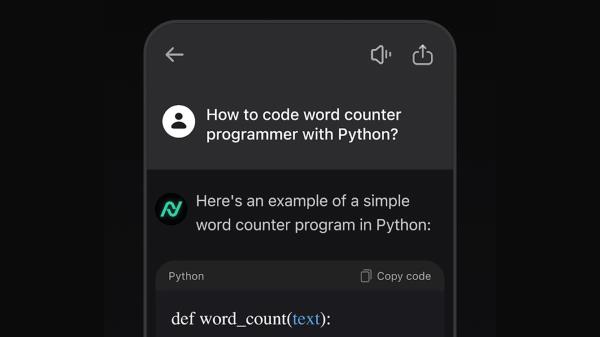 How to code word counter
programmer with Python?
Here's an example of a simple
word counter program in Python:
Python Copy code
def word_count(text):